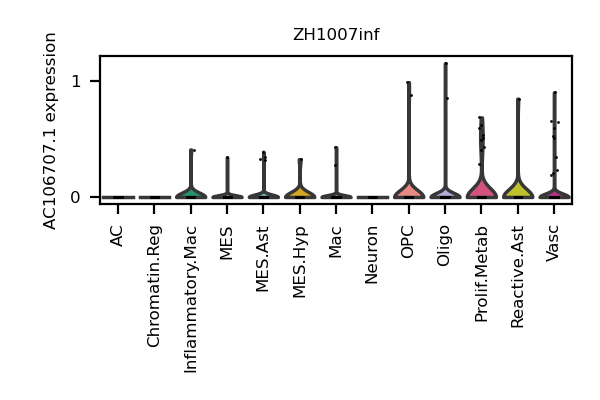 ZH1007inf
AC106707.1 expression
1
0
AC
Chromatin.Reg
Inflammatory.Mac
MES
MES.Ast
MES.Hyp
Mac
Neuron
OPC
Oligo
Prolif.Metab
Reactive.Ast
Vasc